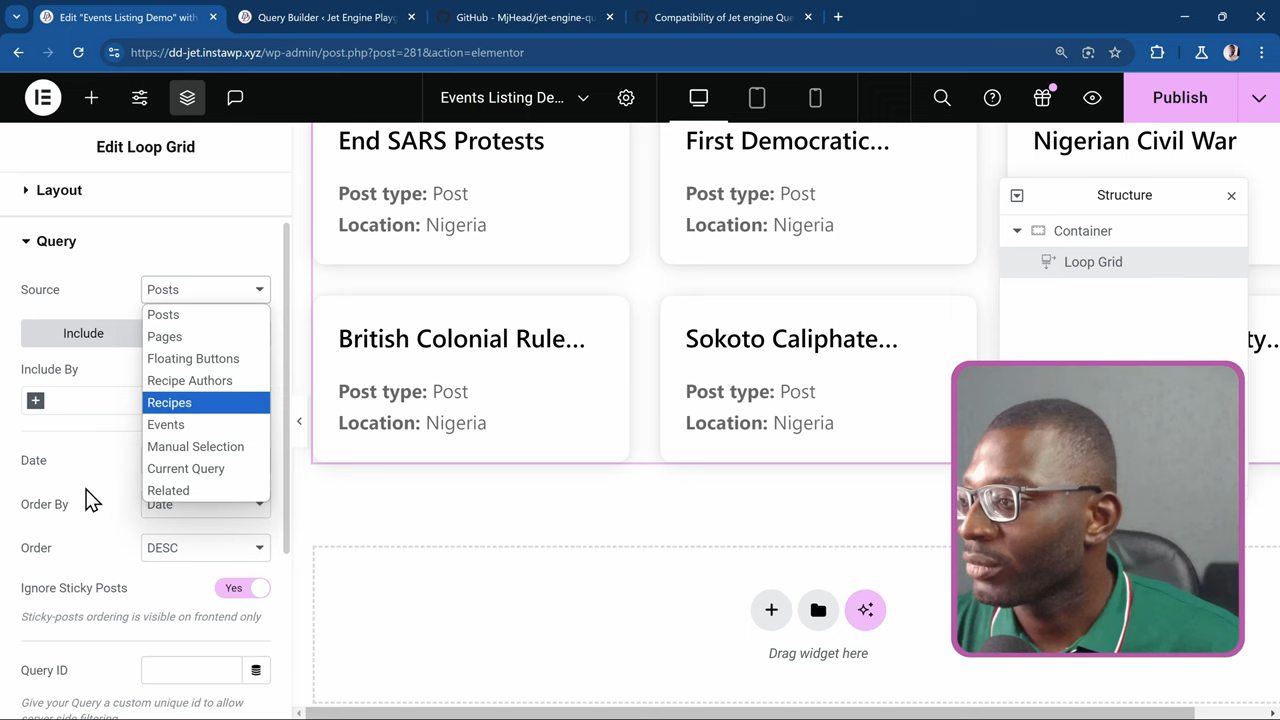 Edit "Events Listing Demo" with
Query Builder ‹ Jet Engine Playg
GitHub - MjHead/jet-engine-qu
Compatibility of Jet engine Que
https://dd-jet.instawp.xyz/wp-admin/post.php?post=281&action=elementor
Events Listing De...
Publish
Edit Loop Grid
Layout
Query
Source
Posts
Posts
Pages
Floating Buttons
Recipe Authors
Recipes
Events
Manual Selection
Current Query
Related
Include
Include By
Date
Order By
Date
Order
DESC
Ignore Sticky Posts
Yes
Sticky-posts ordering is visible on frontend only
Query ID
Give your Query a custom unique id to allow
server side filtering
End SARS Protests
Post type: Post
Location: Nigeria
First Democratic...
Post type: Post
Location: Nigeria
Nigerian Civil War
British Colonial Rule...
Post type: Post
Location: Nigeria
Sokoto Caliphate...
Post type: Post
Location: Nigeria
ty...
Structure
Container
Loop Grid
Drag widget here